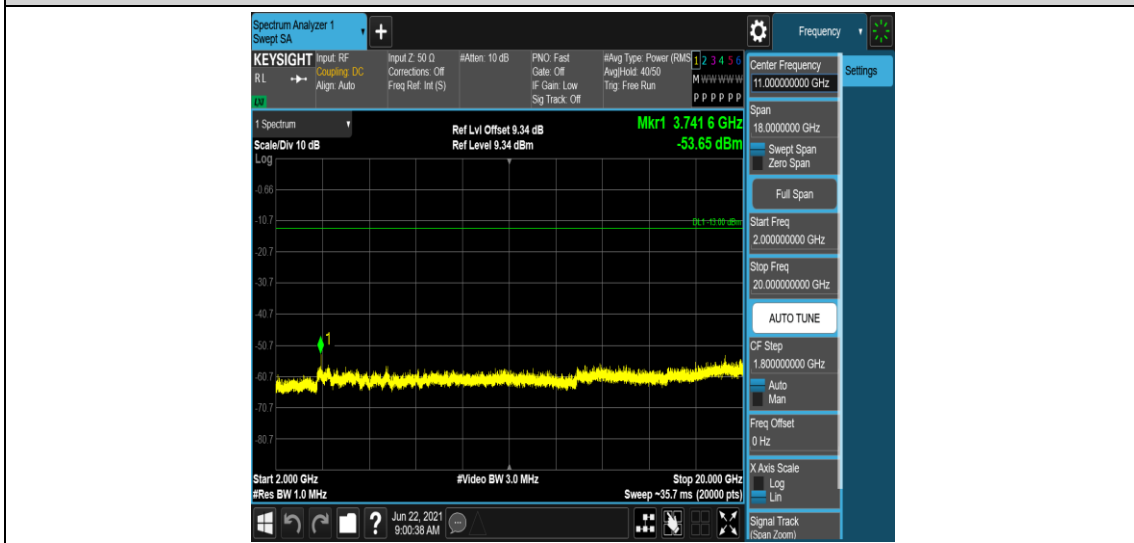 Spectrum Analyzer 1
Swept SA
+
Frequency
KEYSIGHT
Input: RF
Input Z: 50 Ω
#Atten: 10 dB
PNO: Fast
#Avg Type: Power (RMS
1 2 3 4 5 6
RL
Coupling: DC
Corrections: Off
Gate: Off
Avg|Hold: 40/50
M W W W W W
Align: Auto
Freq Ref: Int (S)
IF Gain: Low
Trig: Free Run
Sig Track: Off
P P P P P P
1 Spectrum
Ref Lvl Offset 9.34 dB
Mkr1 3.741 6 GHz
Scale/Div 10 dB
Ref Level 9.34 dBm
-53.65 dBm
Log
-0.66
-10.7
DL1 -13.00 dBm
-20.7
-30.7
-40.7
-50.7
1
-60.7
-70.7
-80.7
Start 2.000 GHz
#Video BW 3.0 MHz
Stop 20.000 GHz
#Res BW 1.0 MHz
Sweep ~35.7 ms (20000 pts)
?
Jun 22, 2021
9:00:38 AM
Center Frequency
11.000000000 GHz
Settings
Span
18.0000000 GHz
Swept Span
Zero Span
Full Span
Start Freq
2.000000000 GHz
Stop Freq
20.000000000 GHz
AUTO TUNE
CF Step
1.800000000 GHz
Auto
Man
Freq Offset
0 Hz
X Axis Scale
Log
Lin
Signal Track
(Span Zoom)